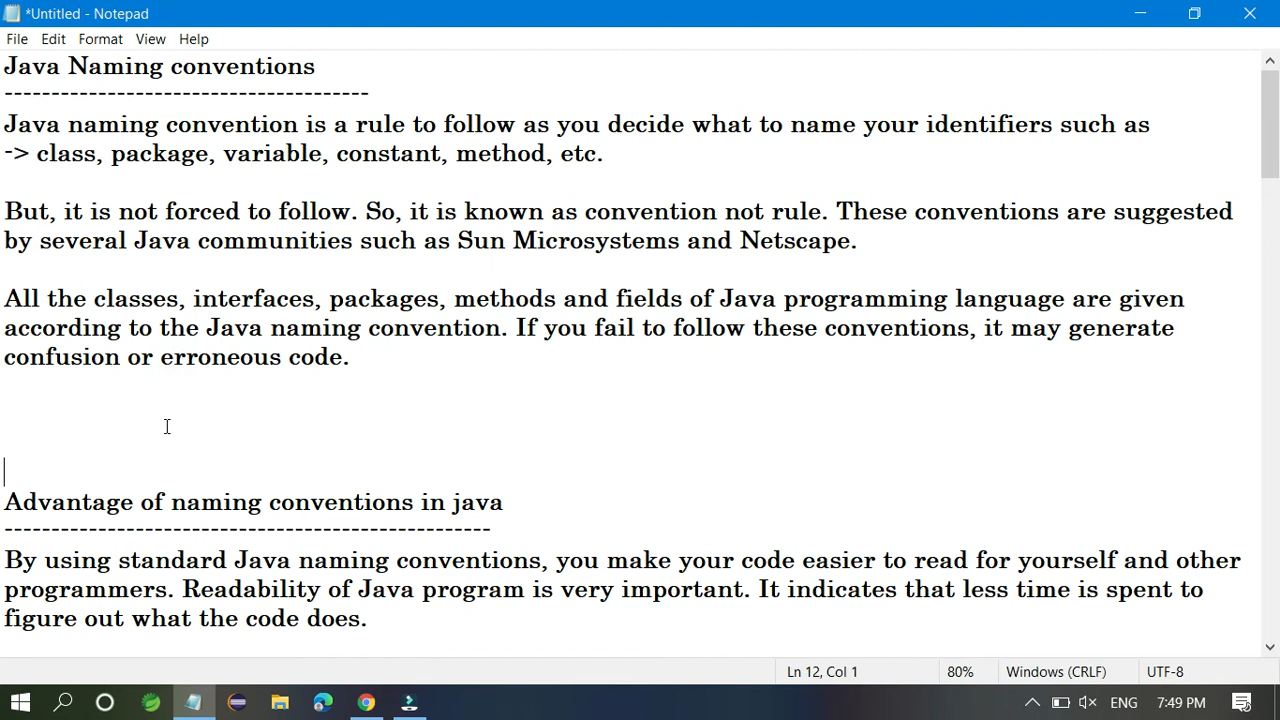 *Untitled - Notepad
File Edit Format View Help
Java Naming conventions
---------------------------------------
Java naming convention is a rule to follow as you decide what to name your identifiers such as
-> class, package, variable, constant, method, etc.
But, it is not forced to follow. So, it is known as convention not rule. These conventions are suggested
by several Java communities such as Sun Microsystems and Netscape.
All the classes, interfaces, packages, methods and fields of Java programming language are given
according to the Java naming convention. If you fail to follow these conventions, it may generate
confusion or erroneous code.
Advantage of naming conventions in java
----------------------------------------------------
By using standard Java naming conventions, you make your code easier to read for yourself and other
programmers. Readability of Java program is very important. It indicates that less time is spent to
figure out what the code does.
Ln 12, Col 1 80% Windows (CRLF) UTF-8
ENG 7:49 PM